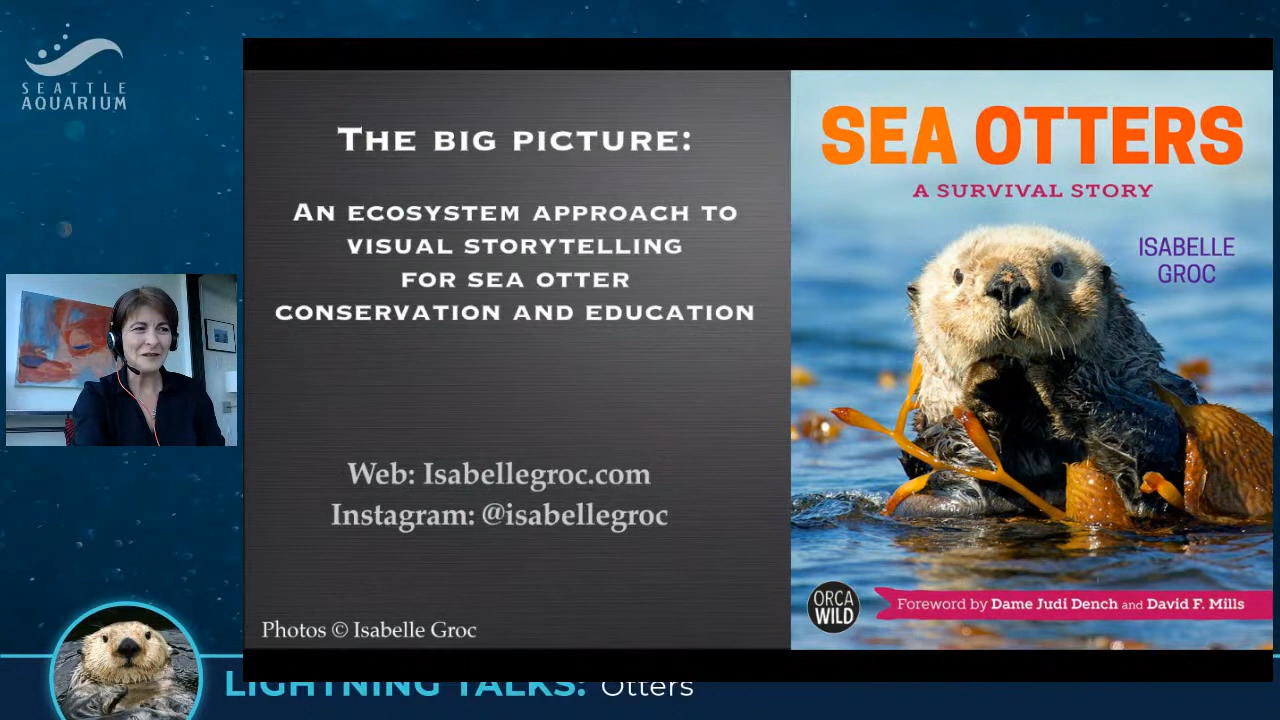 SEATTLE
AQUARIUM
THE BIG PICTURE:
AN ECOSYSTEM APPROACH TO
VISUAL STORYTELLING
FOR SEA OTTER
CONSERVATION AND EDUCATION
Web: Isabellegroc.com
Instagram: @isabellegroc
Photos © Isabelle Groc
SEA OTTERS
A SURVIVAL STORY
ISABELLE
GROC
ORCA
WILD
Foreword by Dame Judi Dench and David F. Mills
LIGHTNING TALKS: Otters